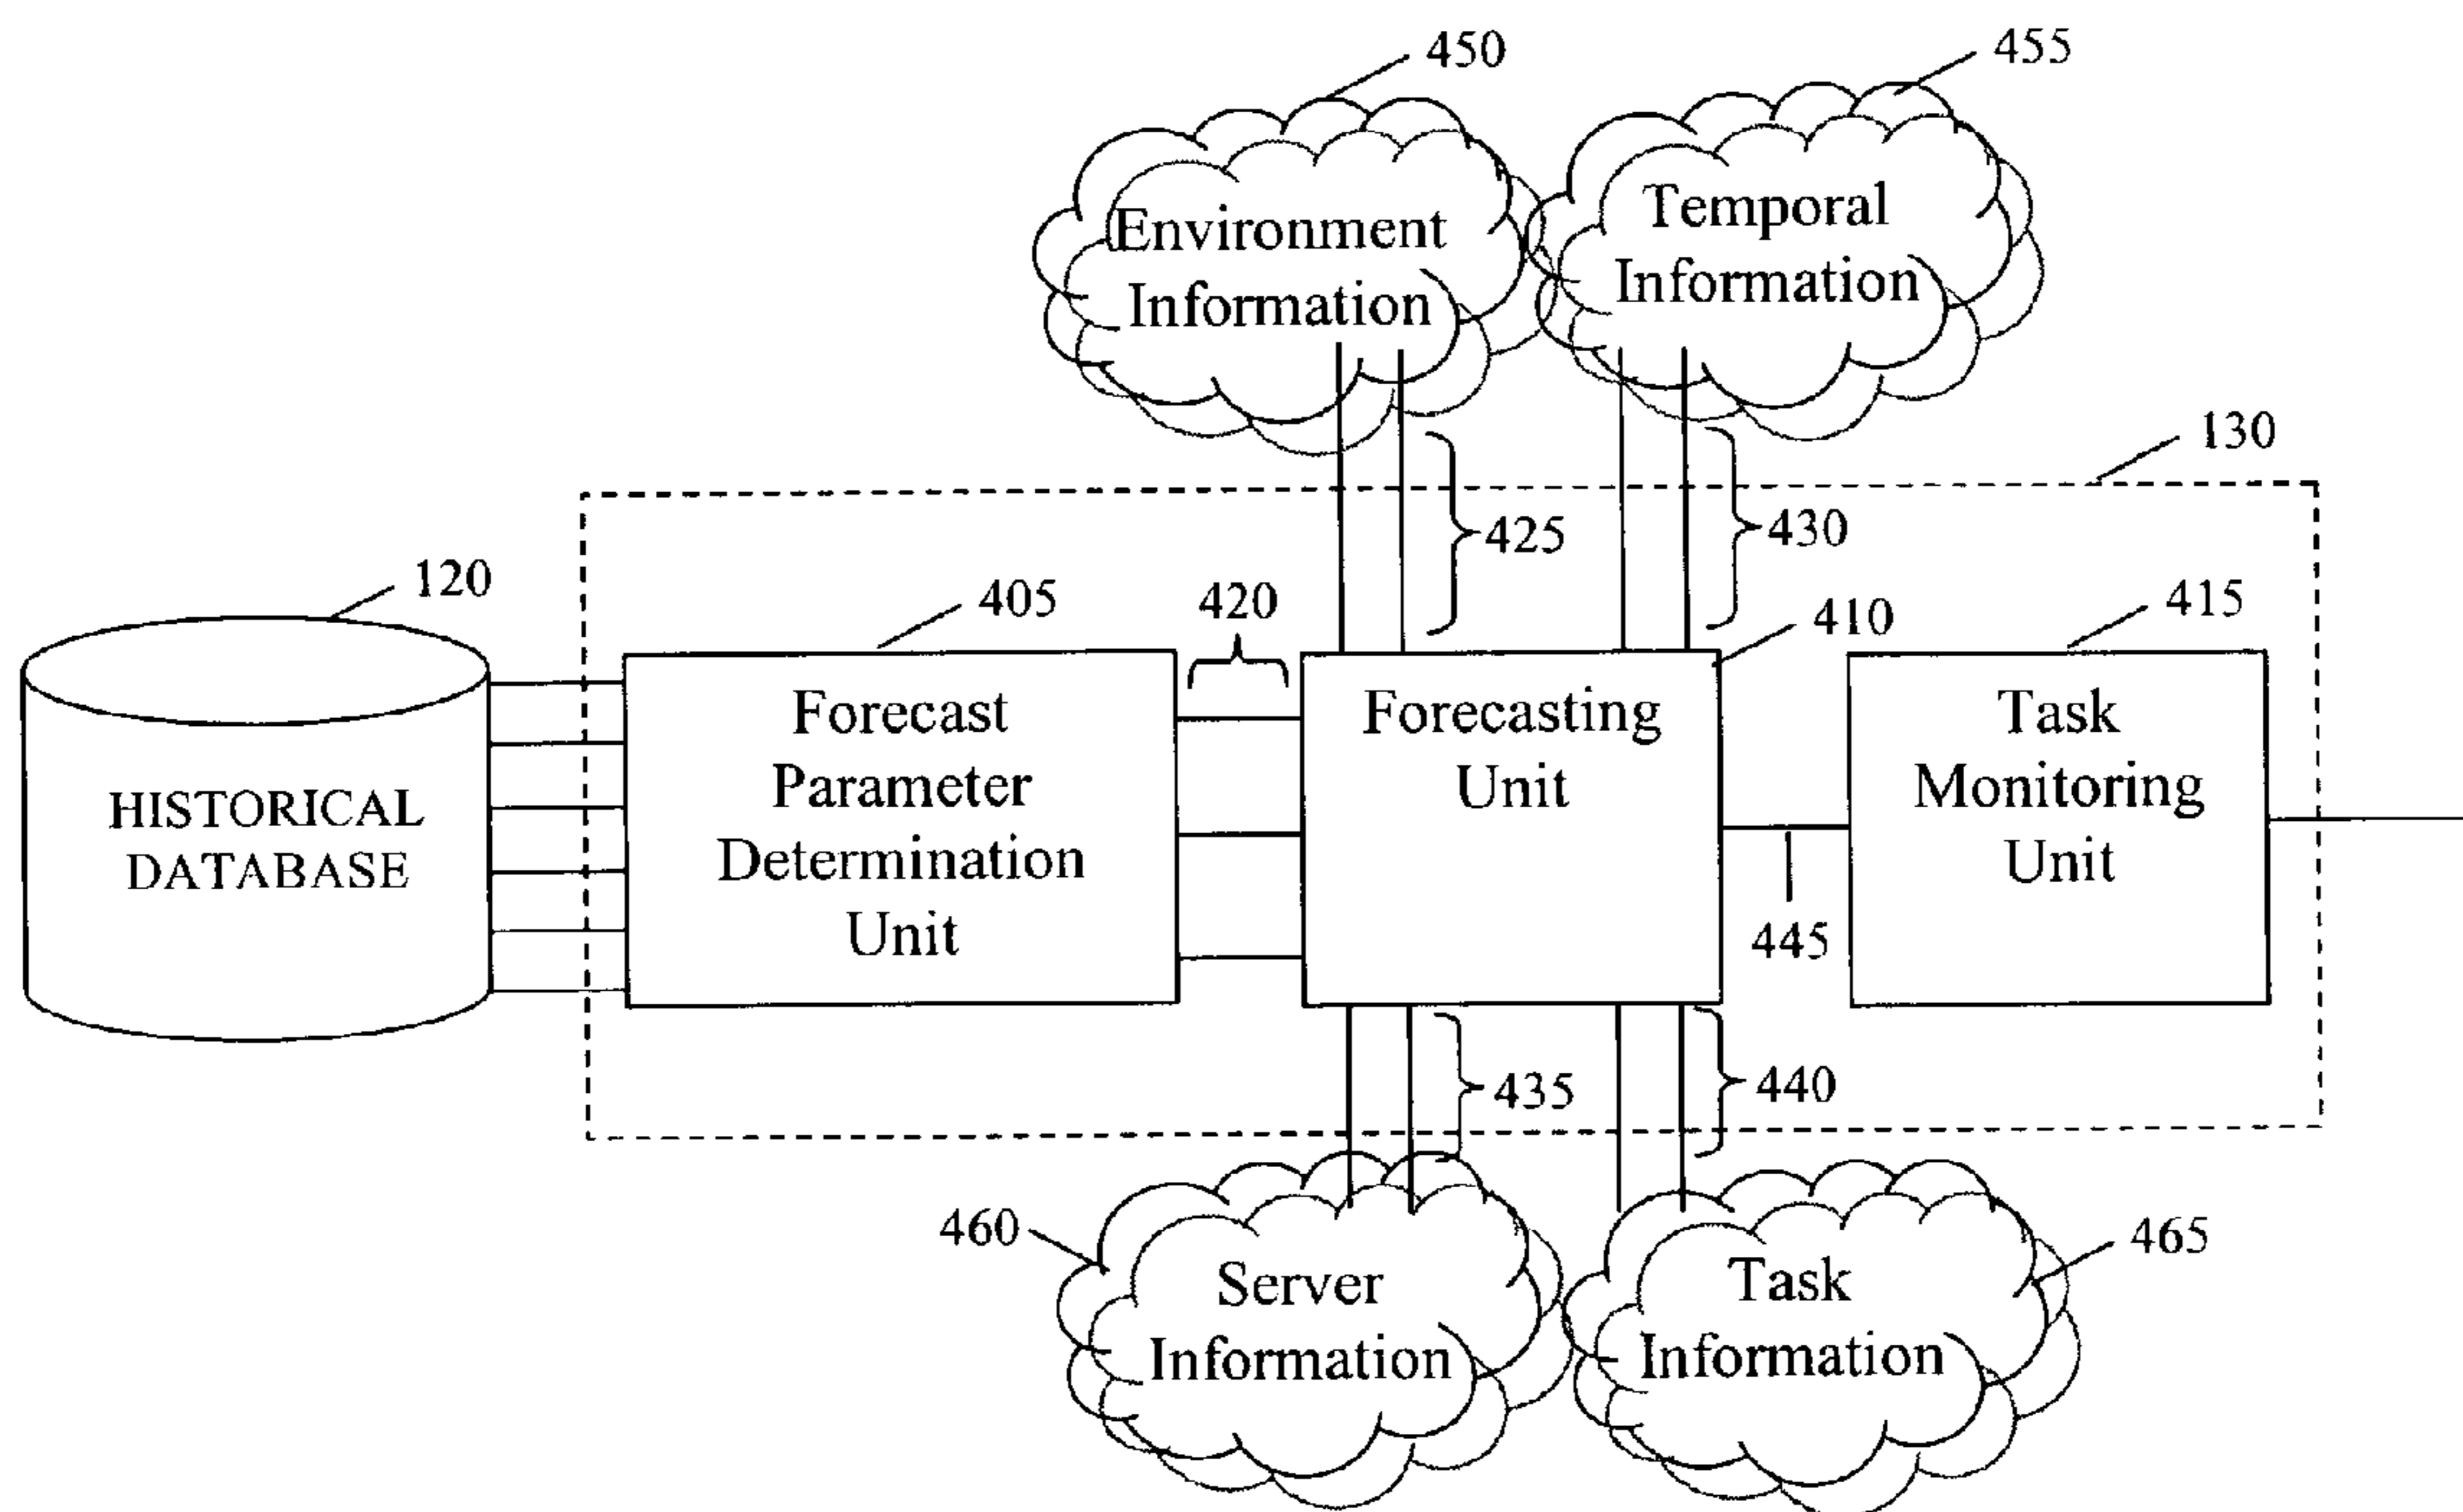 450
455
Environment
Information
Temporal
Information
130
425
430
120
405
420
410
415
HISTORICAL
DATABASE
Forecast
Parameter
Determination
Unit
Forecasting
Unit
Task
Monitoring
Unit
445
435
440
460
465
Server
Information
Task
Information